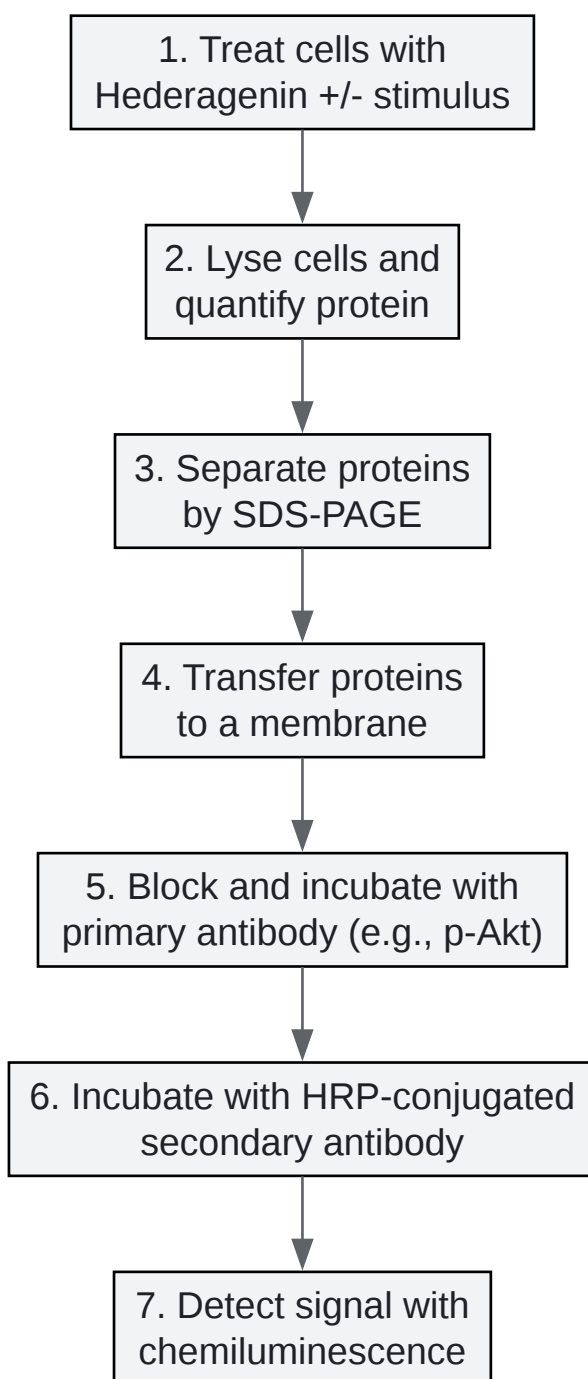 1. Treat cells with
Hederagenin +/- stimulus
2. Lyse cells and
quantify protein
3. Separate proteins
by SDS-PAGE
4. Transfer proteins
to a membrane
5. Block and incubate with
primary antibody (e.g., p-Akt)
6. Incubate with HRP-conjugated
secondary antibody
7. Detect signal with
chemiluminescence